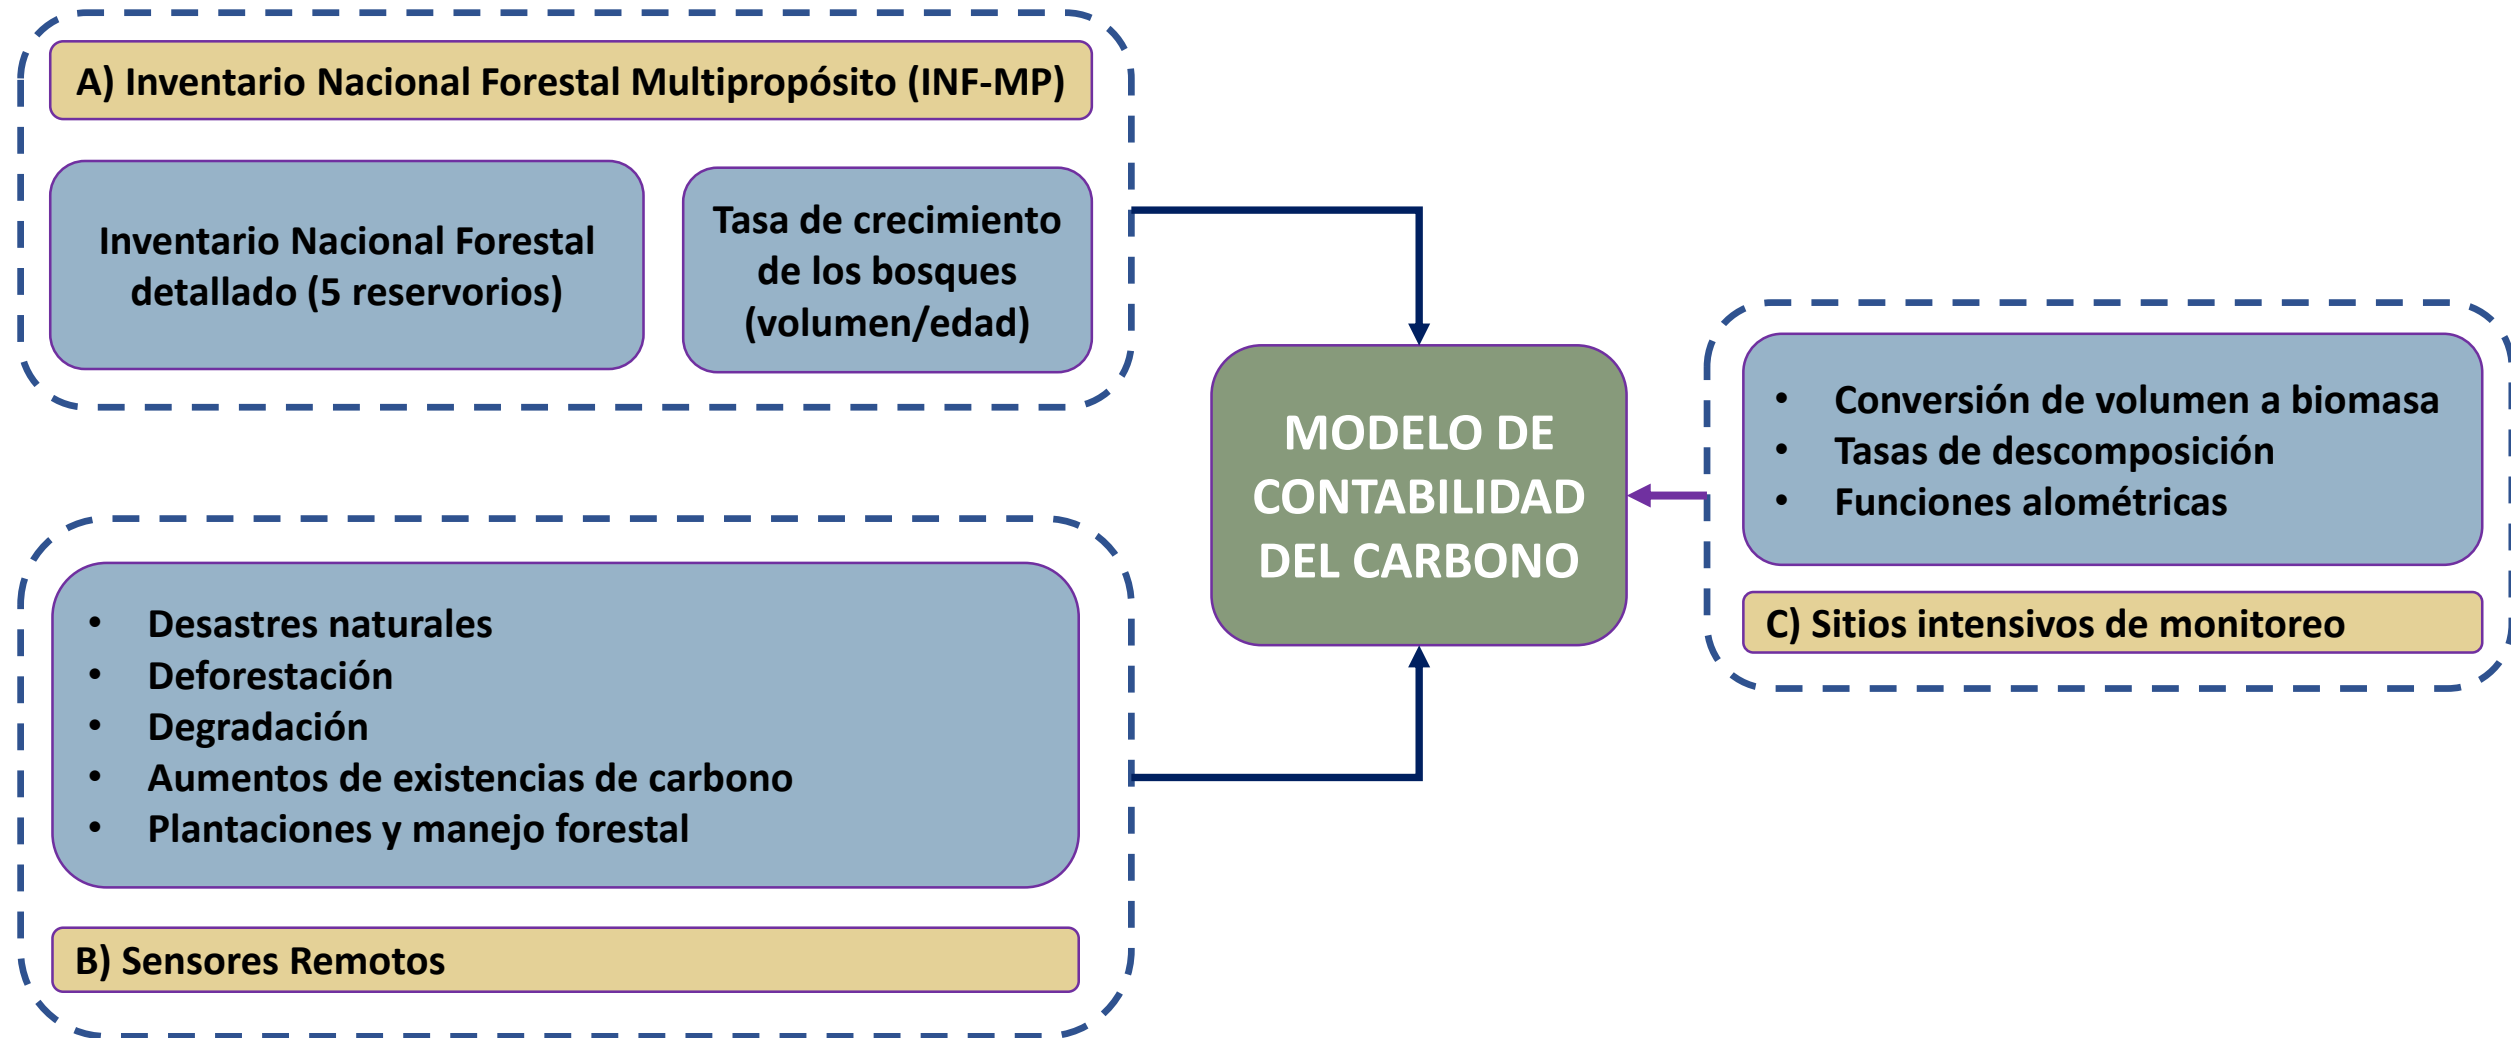 A) Inventario Nacional Forestal Multipropósito (INF-MP)
Inventario Nacional Forestal
detallado (5 reservorios)
Tasa de crecimiento
de los bosques
(volumen/edad)
• Desastres naturales
• Deforestación
• Degradación
• Aumentos de existencias de carbono
• Plantaciones y manejo forestal
B) Sensores Remotos
MODELO DE
CONTABILIDAD
DEL CARBONO
• Conversión de volumen a biomasa
• Tasas de descomposición
• Funciones alométricas
C) Sitios intensivos de monitoreo